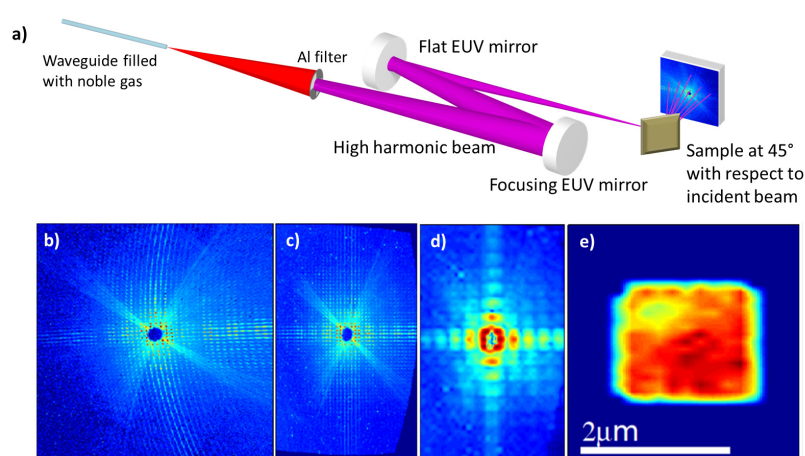 a)
Waveguide filled
with noble gas
Al filter
Flat EUV mirror
High harmonic beam
Focusing EUV mirror
Sample at 45°
with respect to
incident beam
b)
c)
d)
e)
2μm